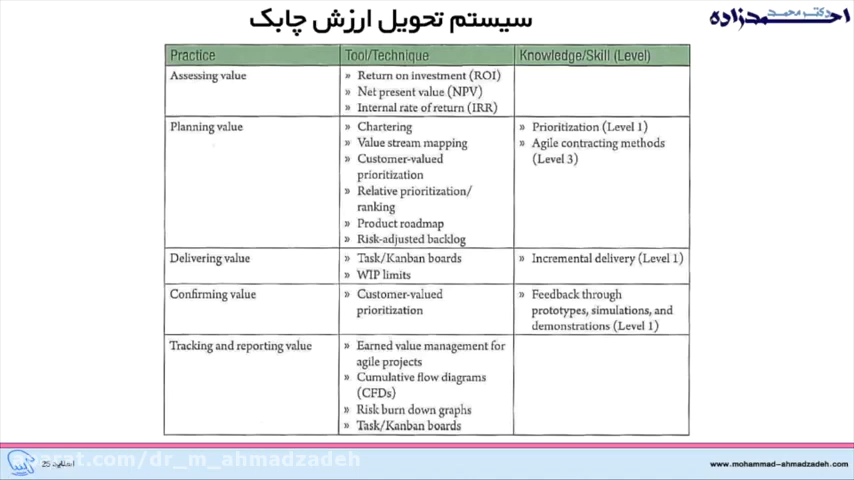 سیستم تحویل ارزش چابک
دکتر محمد
احمدزاده
Practice
Tool/Technique
Knowledge/Skill (Level)
Assessing value
» Return on investment (ROI)
» Net present value (NPV)
» Internal rate of return (IRR)
Planning value
» Chartering
» Value stream mapping
» Customer-valued
prioritization
» Relative prioritization/
ranking
» Product roadmap
» Risk-adjusted backlog
» Prioritization (Level 1)
» Agile contracting methods
(Level 3)
Delivering value
» Task/Kanban boards
» WIP limits
» Incremental delivery (Level 1)
Confirming value
» Customer-valued
prioritization
» Feedback through
prototypes, simulations, and
demonstrations (Level 1)
Tracking and reporting value
» Earned value management for
agile projects
» Cumulative flow diagrams
(CFDs)
» Risk burn down graphs
» Task/Kanban boards
اسلاید 25
aparat.com/dr_m_ahmadzadeh
www.mohammad-ahmadzadeh.com